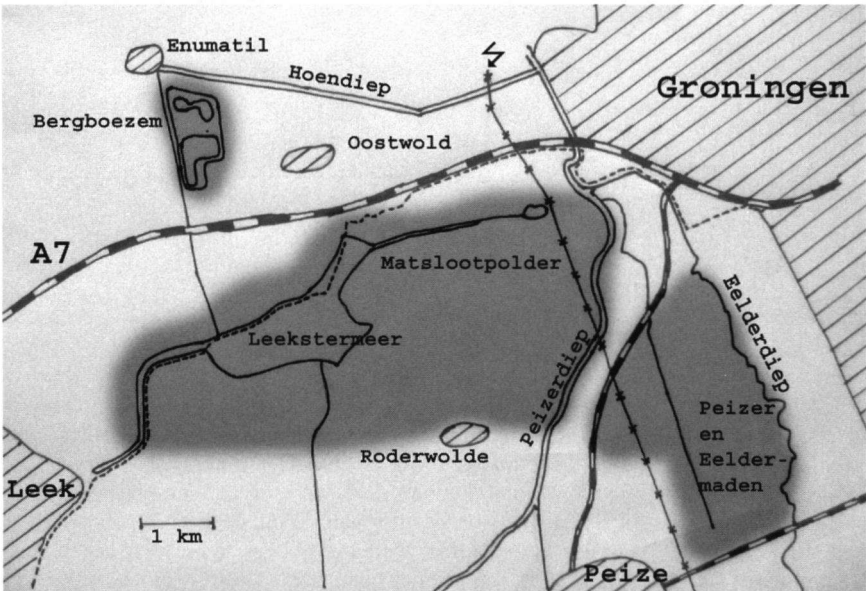 Enumatil
Hoendiep
Groningen
Bergboezem
Oostwold
A7
Matslootpolder
Eelderdiep
Leekstermeer
Peizerdiep
Peizer
en
Eelder-
maden
Roderwolde
Leek
1 km
Peize